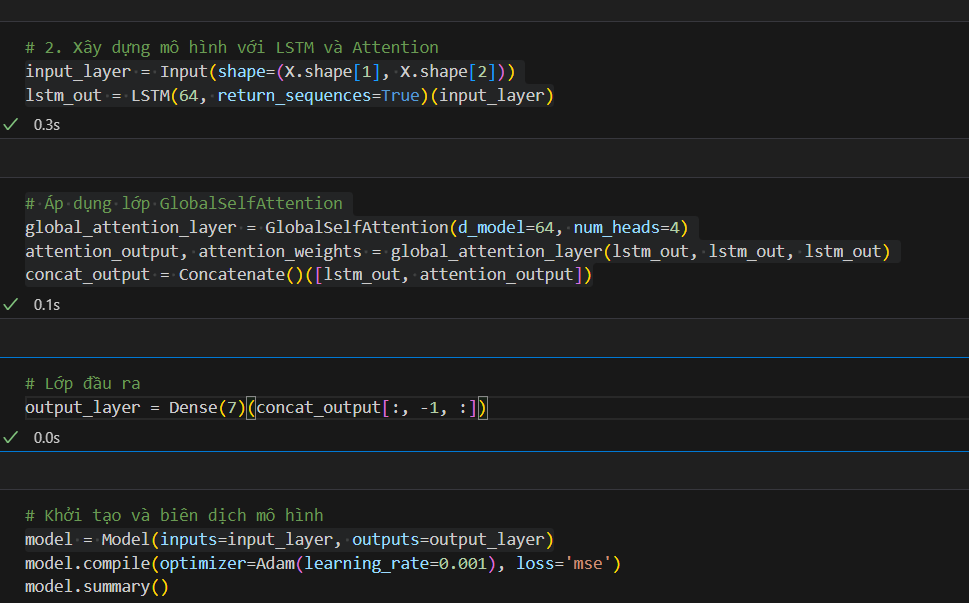 # 2. Xây dựng mô hình với LSTM và Attention
input_layer = Input(shape=(X.shape[1], X.shape[2]))
lstm_out = LSTM(64, return_sequences=True)(input_layer)
0.3s
# Áp dụng lớp GlobalSelfAttention
global_attention_layer = GlobalSelfAttention(d_model=64, num_heads=4)
attention_output, attention_weights = global_attention_layer(lstm_out, lstm_out, lstm_out)
concat_output = Concatenate()([lstm_out, attention_output])
0.1s
# Lớp đầu ra
output_layer = Dense(7)(concat_output[:, -1, :])
0.0s
# Khởi tạo và biên dịch mô hình
model = Model(inputs=input_layer, outputs=output_layer)
model.compile(optimizer=Adam(learning_rate=0.001), loss='mse')
model.summary()